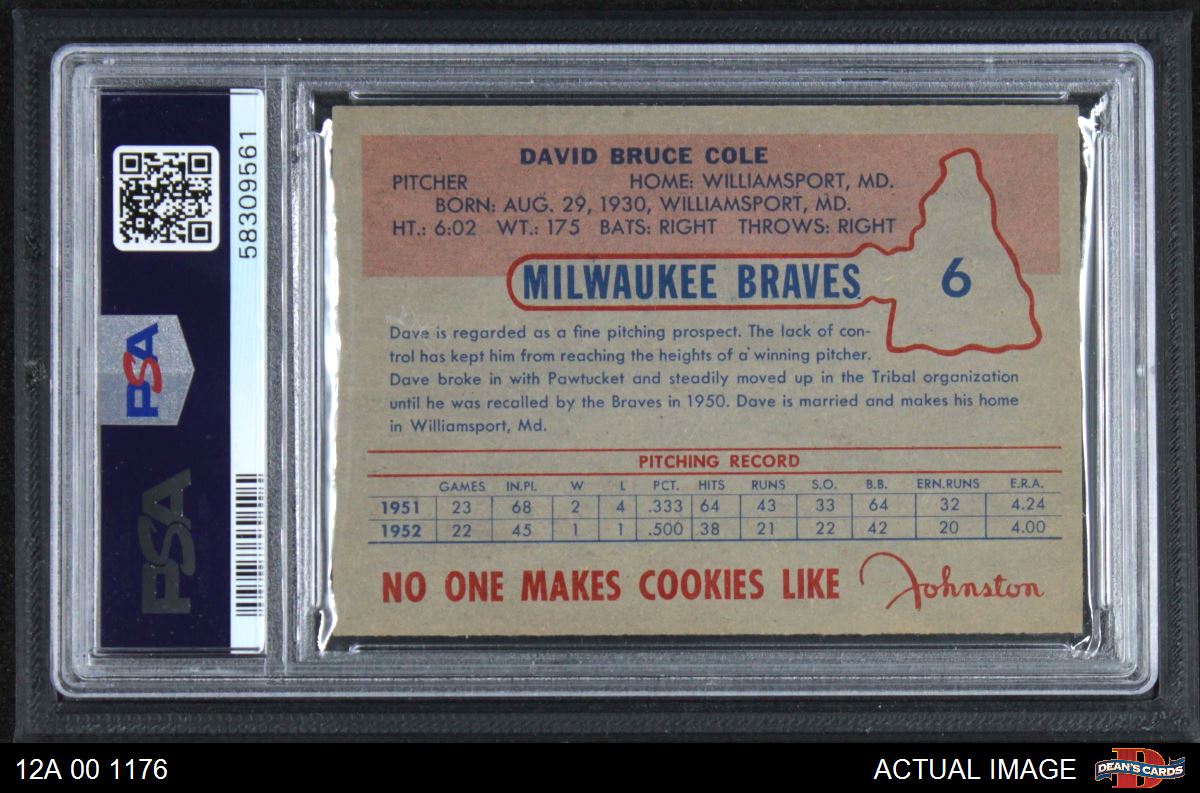 PSA
58309561
PSA
DAVID BRUCE COLE
PITCHER HOME: WILLIAMSPORT, MD.
BORN: AUG. 29, 1930, WILLIAMSPORT, MD.
HT.: 6:02 WT.: 175 BATS: RIGHT THROWS: RIGHT
MILWAUKEE BRAVES
6
Dave is regarded as a fine pitching prospect. The lack of con-
trol has kept him from reaching the heights of a winning pitcher.
Dave broke in with Pawtucket and steadily moved up in the Tribal organization
until he was recalled by the Braves in 1950. Dave is married and makes his home
in Williamsport, Md.
PITCHING RECORD
GAMES IN.PI. W L PCT. HITS RUNS S.O. B.B. ERN.RUNS E.R.A.
1951 23 68 2 4 .333 64 43 33 64 32 4.24
1952 22 45 1 1 .500 38 21 22 42 20 4.00
NO ONE MAKES COOKIES LIKE Johnston
12A 00 1176
ACTUAL IMAGE
DEAN'S CARDS